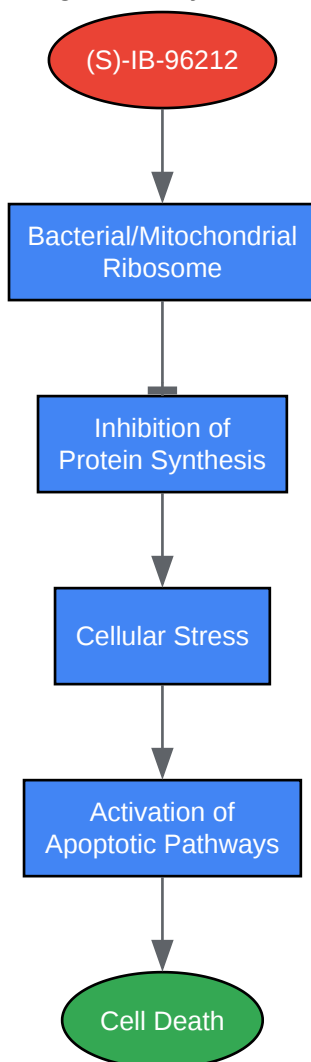 (S)-IB-96212
Bacterial/Mitochondrial
Ribosome
Inhibition of
Protein Synthesis
Cellular Stress
Activation of
Apoptotic Pathways
Cell Death